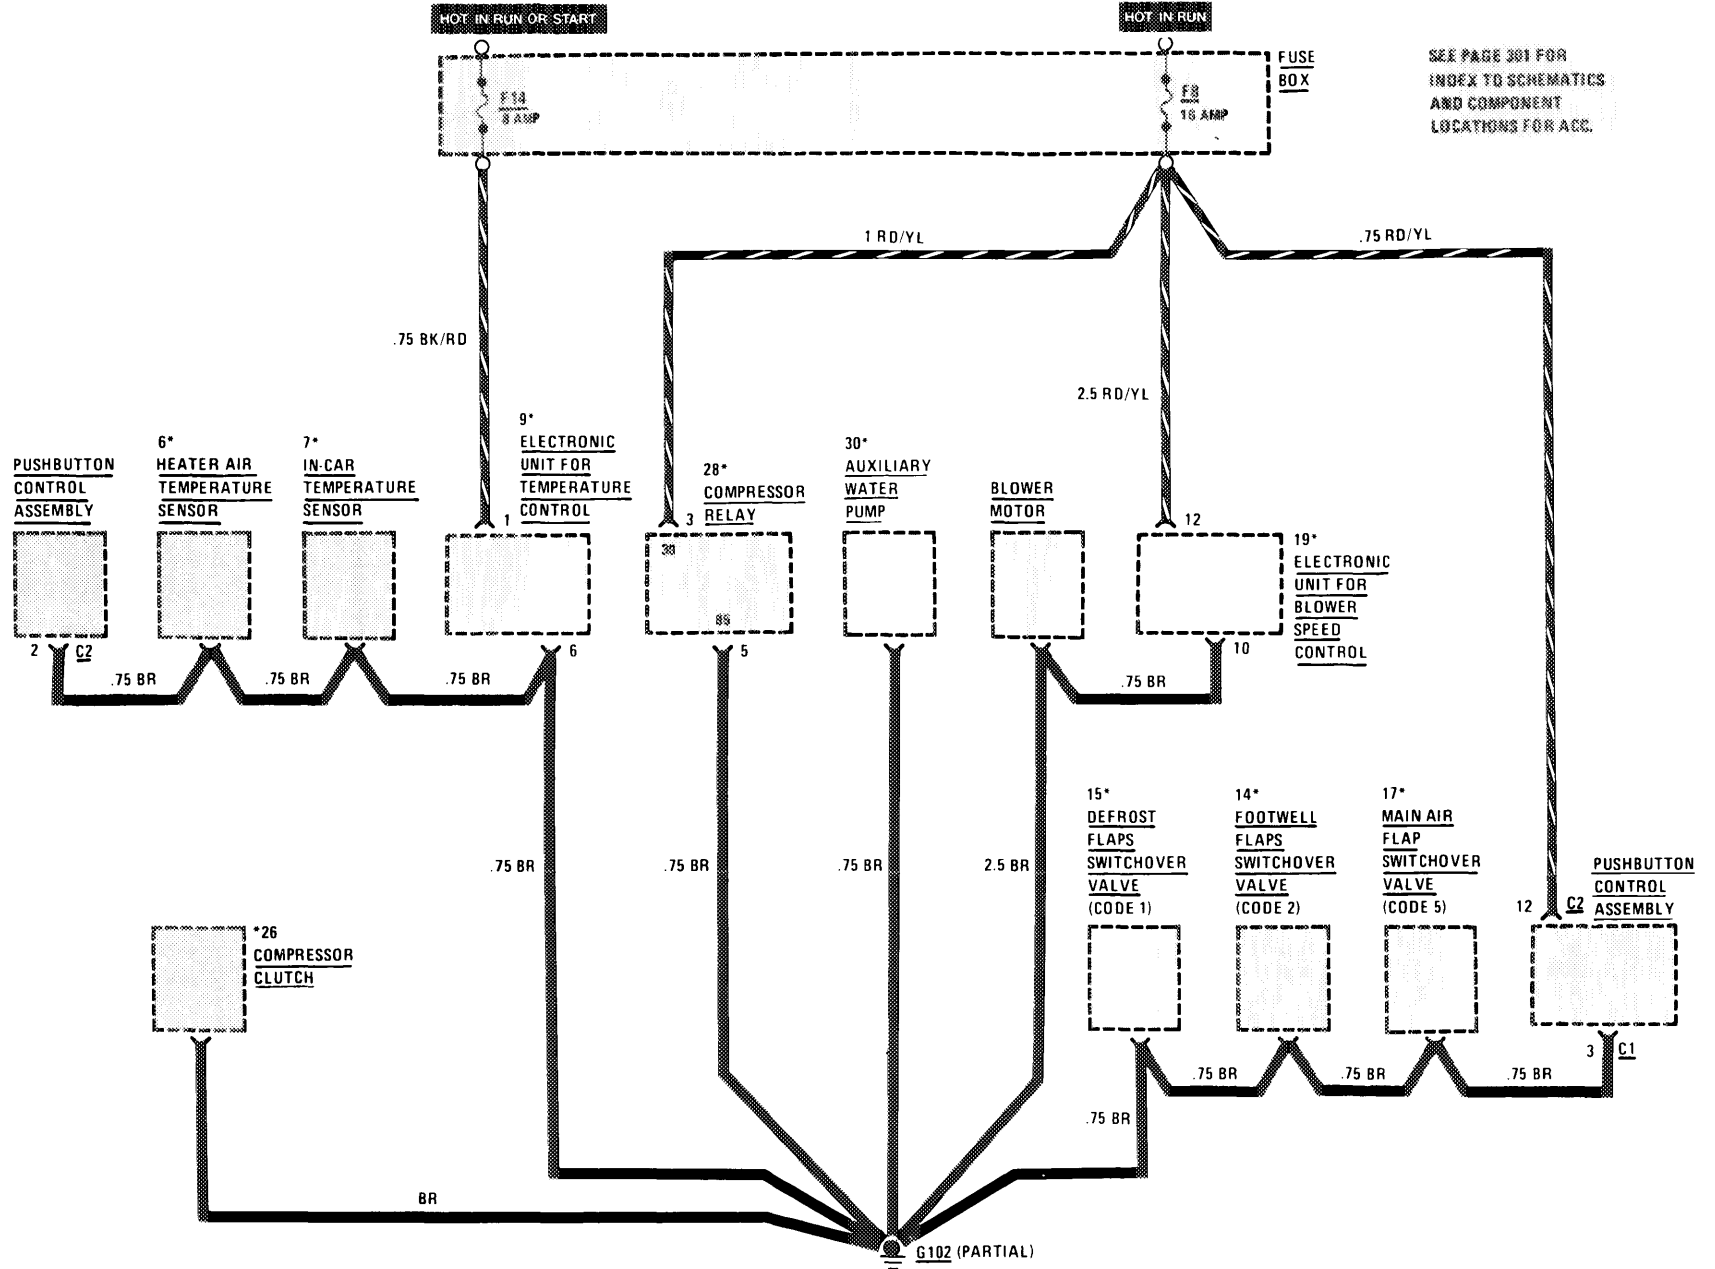 HOT IN RUN OR START
HOT IN RUN
FUSE
BOX
SEE PAGE 301 FOR
INDEX TO SCHEMATICS
AND COMPONENT
LOCATIONS FOR ACC.
F14
8 AMP
F8
16 AMP
1 RD/YL
.75 RD/YL
.75 BK/RD
2.5 RD/YL
PUSHBUTTON
CONTROL
ASSEMBLY
6*
HEATER AIR
TEMPERATURE
SENSOR
7*
IN-CAR
TEMPERATURE
SENSOR
9*
ELECTRONIC
UNIT FOR
TEMPERATURE
CONTROL
1
28*
COMPRESSOR
RELAY
3
30
85
30*
AUXILIARY
WATER
PUMP
BLOWER
MOTOR
12
19*
ELECTRONIC
UNIT FOR
BLOWER
SPEED
CONTROL
2
C2
6
5
10
.75 BR
.75 BR
.75 BR
.75 BR
.75 BR
.75 BR
.75 BR
2.5 BR
15*
DEFROST
FLAPS
SWITCHOVER
VALVE
(CODE 1)
14*
FOOTWELL
FLAPS
SWITCHOVER
VALVE
(CODE 2)
17*
MAIN AIR
FLAP
SWITCHOVER
VALVE
(CODE 5)
12
C2
PUSHBUTTON
CONTROL
ASSEMBLY
*26
COMPRESSOR
CLUTCH
3
C1
.75 BR
.75 BR
.75 BR
.75 BR
BR
G102 (PARTIAL)